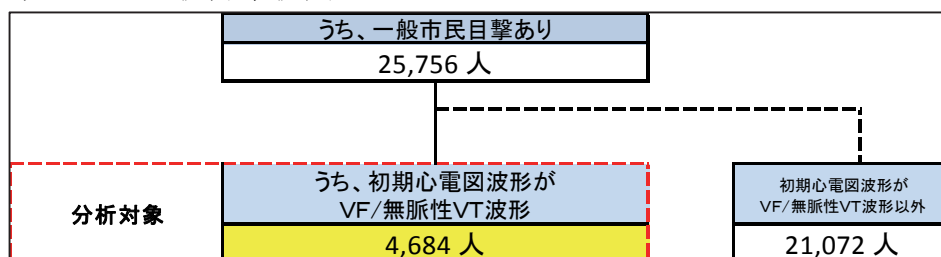 うち、一般市民目撃あり
25,756 人
分析対象
うち、初期心電図波形が
VF/無脈性VT波形
4,684 人
初期心電図波形が
VF/無脈性VT波形以外
21,072 人